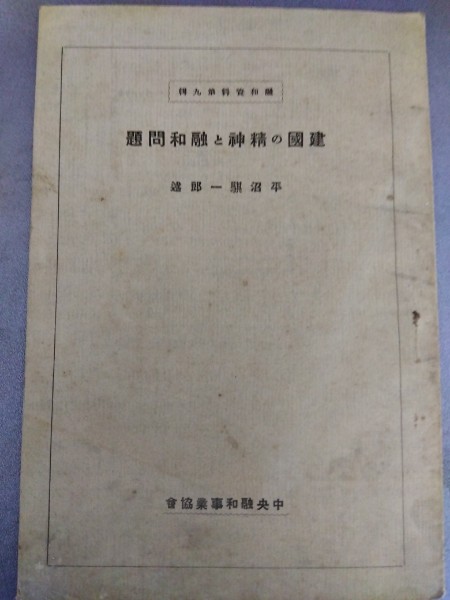 融和資料第九輯
建國の精神と融和問題
平沼騏一郎述
中央融和事業協會